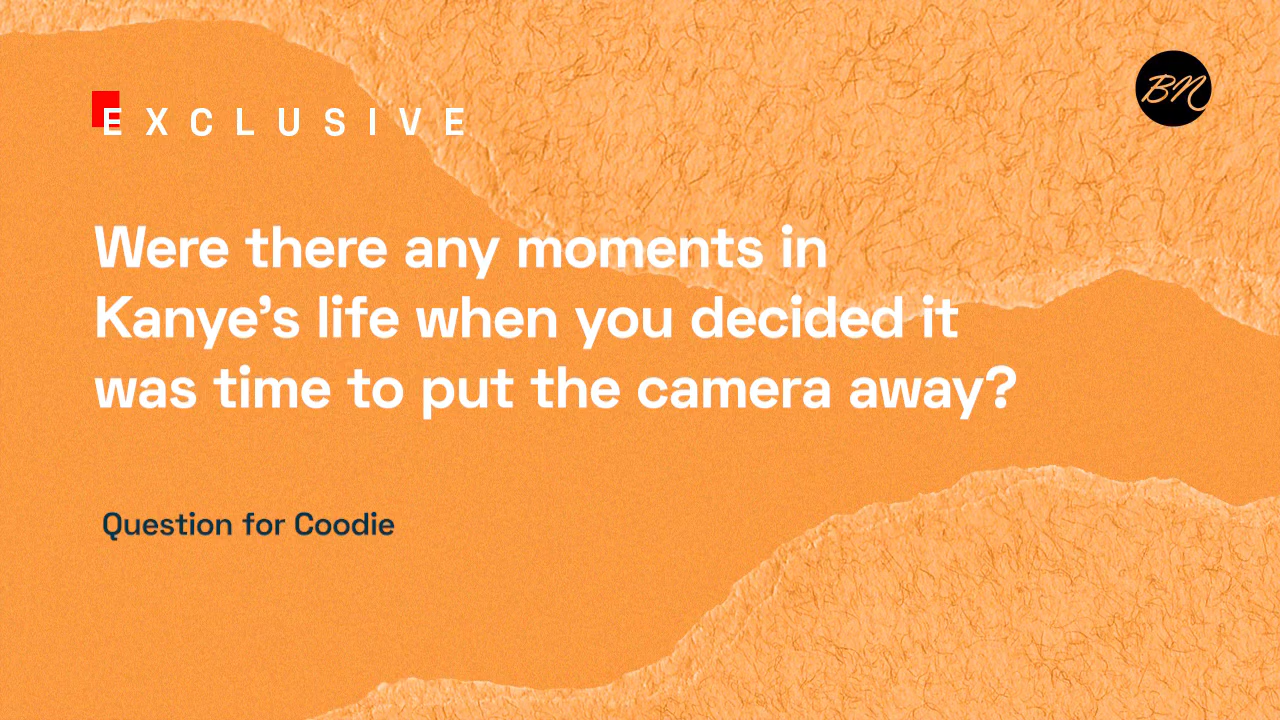 EXCLUSIVE
BN
Were there any moments in
Kanye’s life when you decided it
was time to put the camera away?
Question for Coodie